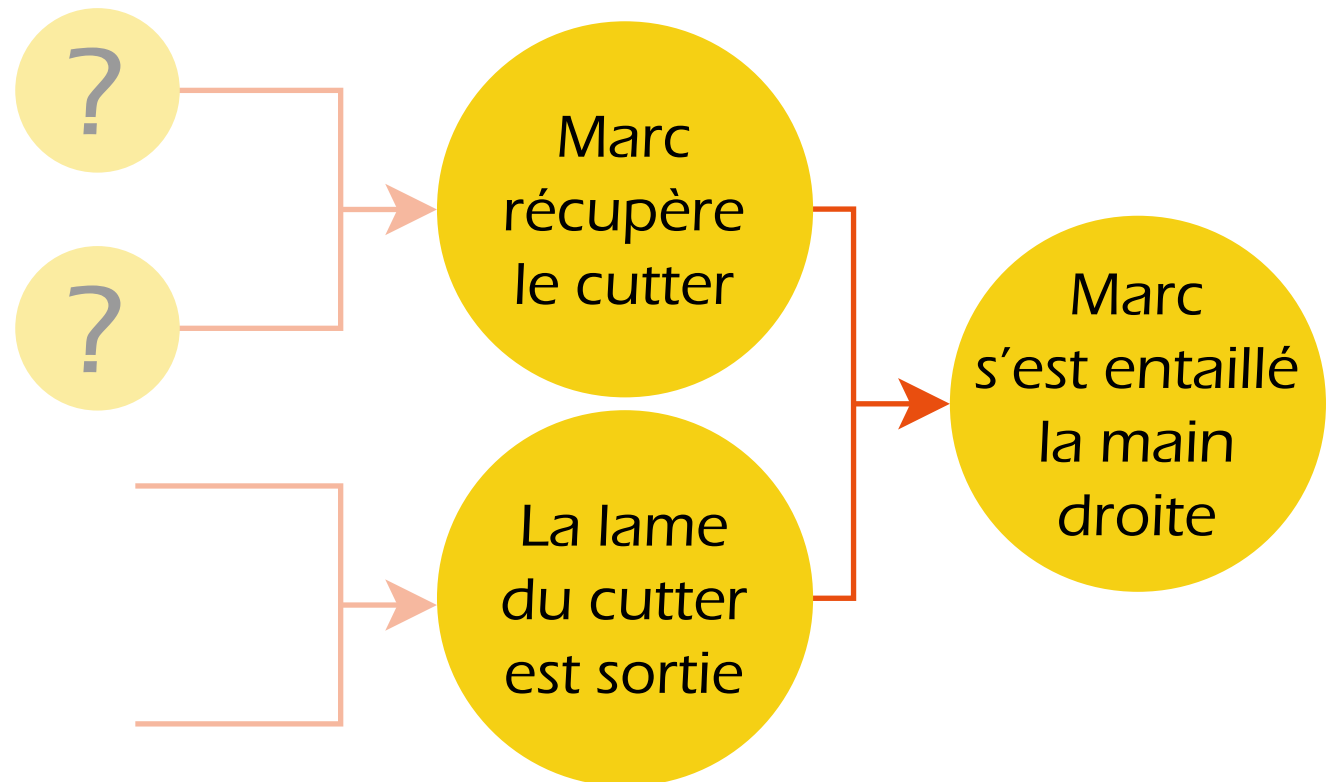 ?
?
Marc
récupère
le cutter
La lame
du cutter
est sortie
Marc
s’est entaillé
la main
droite